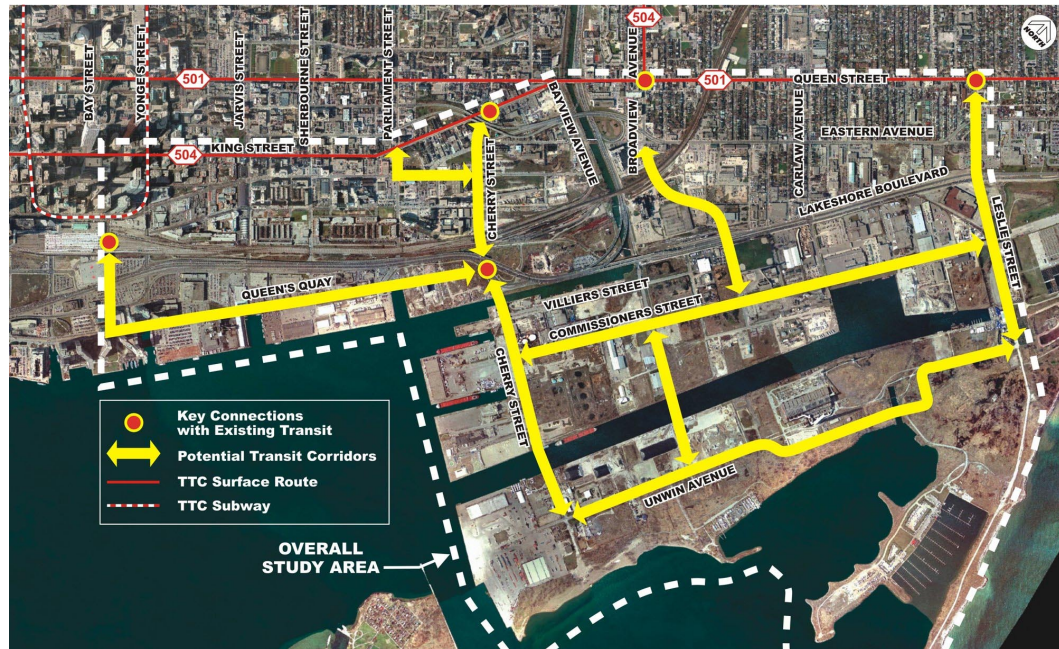 504
NORTH
BAY STREET
YONGE STREET
JARVIS STREET
SHERBOURNE STREET
PARLIAMENT STREET
501
BAYVIEW AVENUE
BROADVIEW AVENUE
501
QUEEN STREET
CARLAW AVENUE
EASTERN AVENUE
KING STREET
504
CHERRY STREET
LAKESHORE BOULEVARD
LESLIE STREET
QUEEN'S QUAY
VILLIERS STREET
COMMISSIONERS STREET
CHERRY STREET
UNWIN AVENUE
Key Connections
with Existing Transit
Potential Transit Corridors
TTC Surface Route
TTC Subway
OVERALL
STUDY AREA